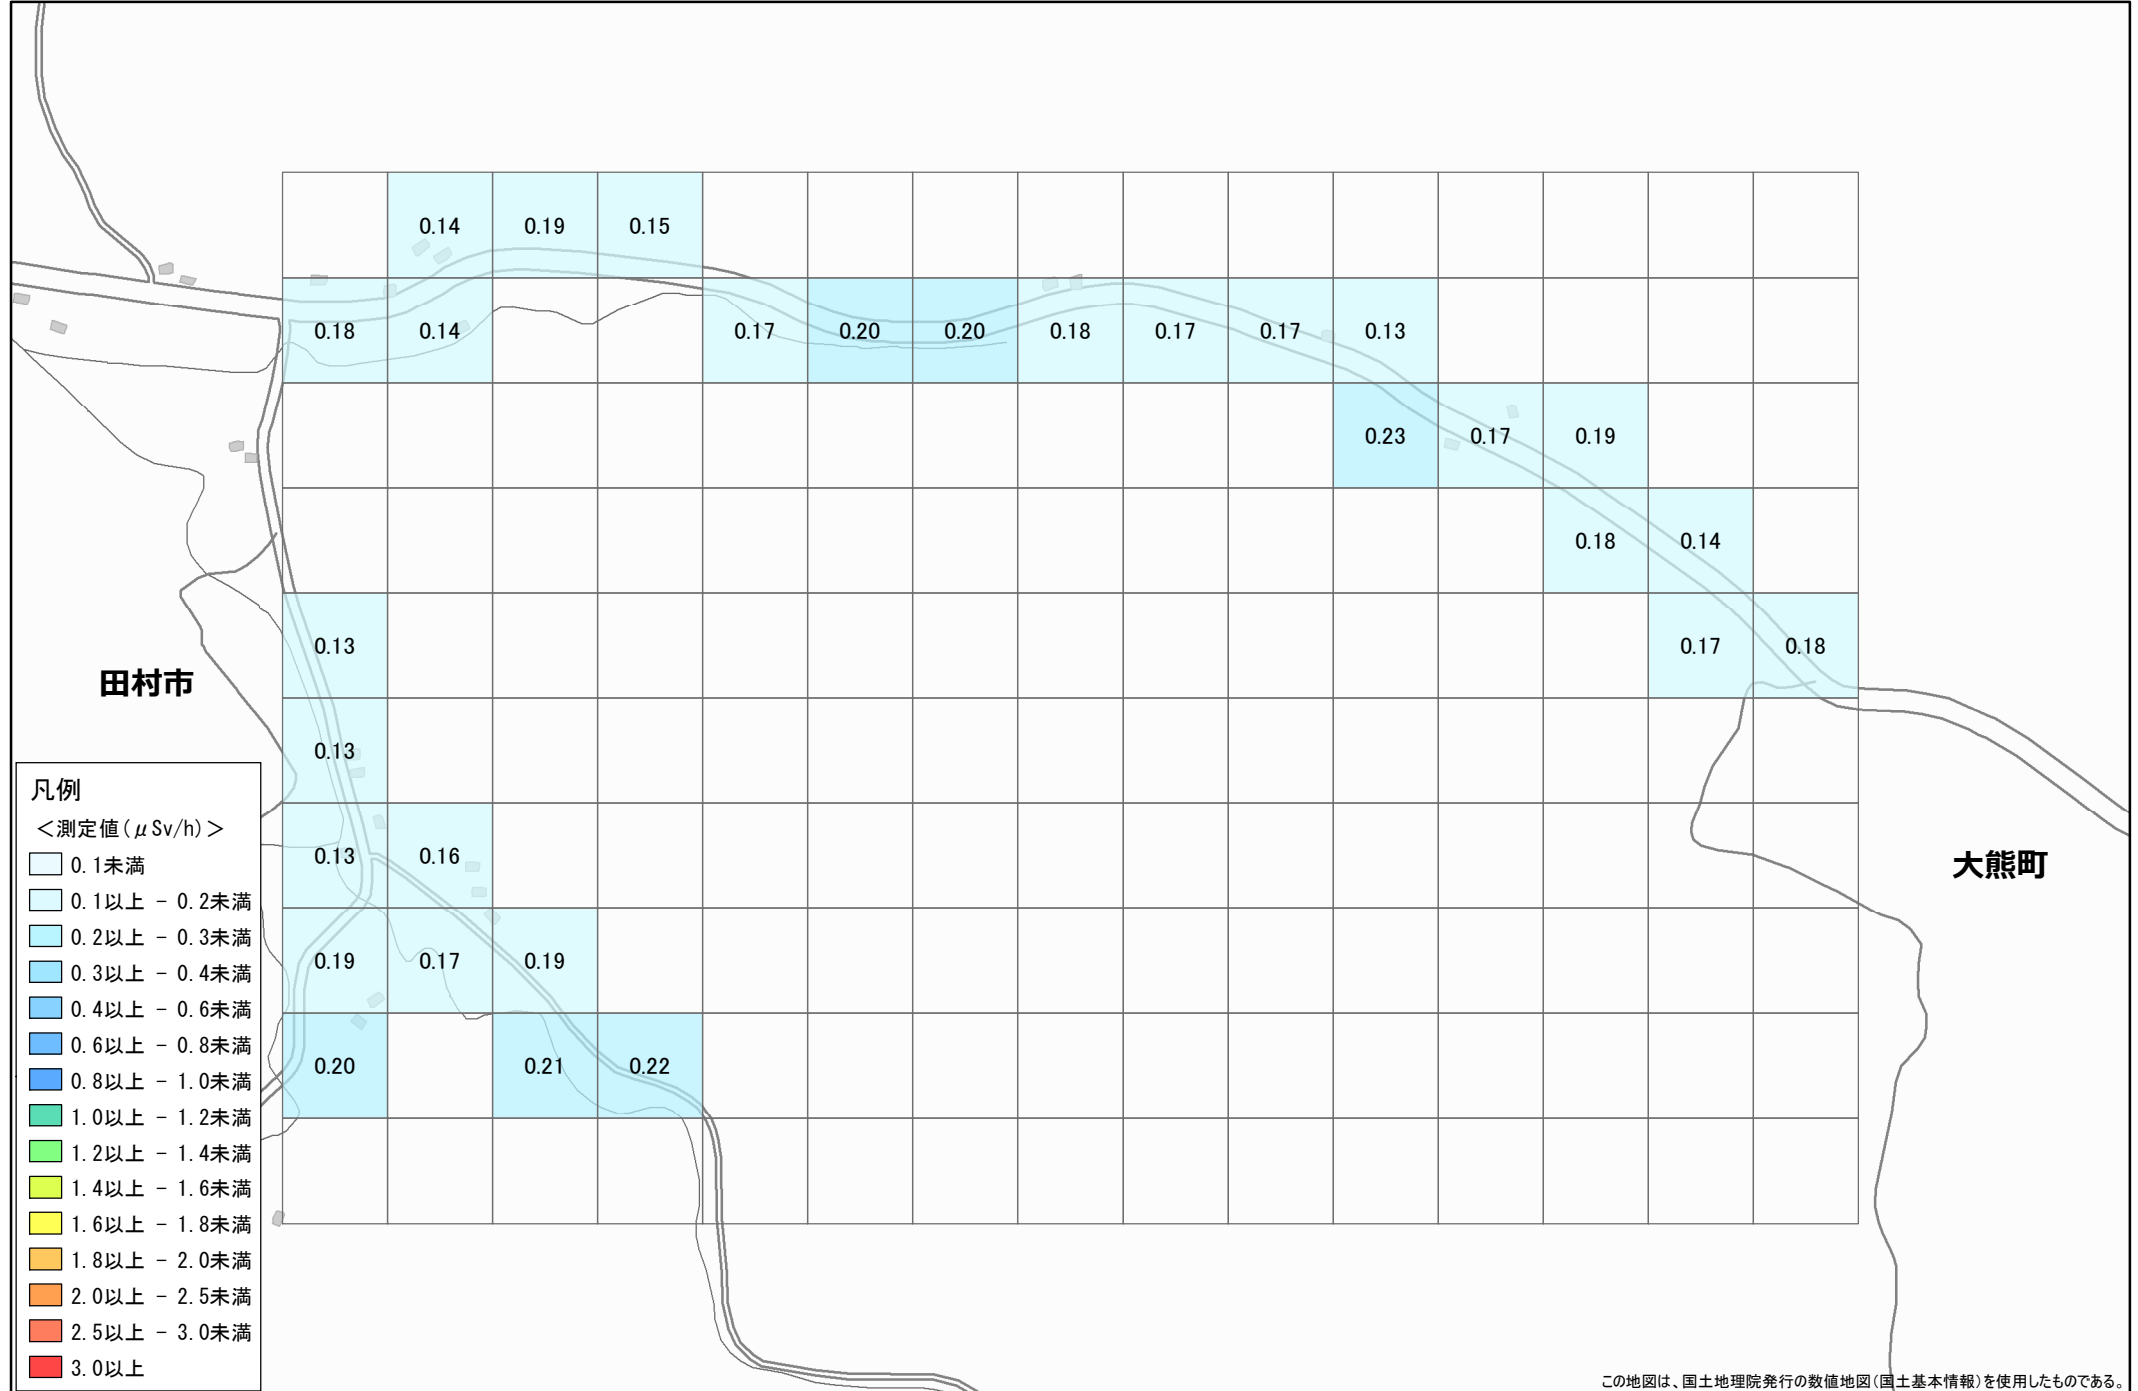 0.14 0.19 0.15
0.18 0.14 0.17 0.20 0.20 0.18 0.17 0.17 0.13
0.23 0.17 0.19
0.18 0.14
0.13 0.17 0.18
田村市
0.13
0.13 0.16
大熊町
0.19 0.17 0.19
0.20 0.21 0.22
凡例
＜測定値(μSv/h)＞
0.1未満
0.1以上 - 0.2未満
0.2以上 - 0.3未満
0.3以上 - 0.4未満
0.4以上 - 0.6未満
0.6以上 - 0.8未満
0.8以上 - 1.0未満
1.0以上 - 1.2未満
1.2以上 - 1.4未満
1.4以上 - 1.6未満
1.6以上 - 1.8未満
1.8以上 - 2.0未満
2.0以上 - 2.5未満
2.5以上 - 3.0未満
3.0以上
この地図は、国土地理院発行の数値地図(国土基本情報)を使用したものである。